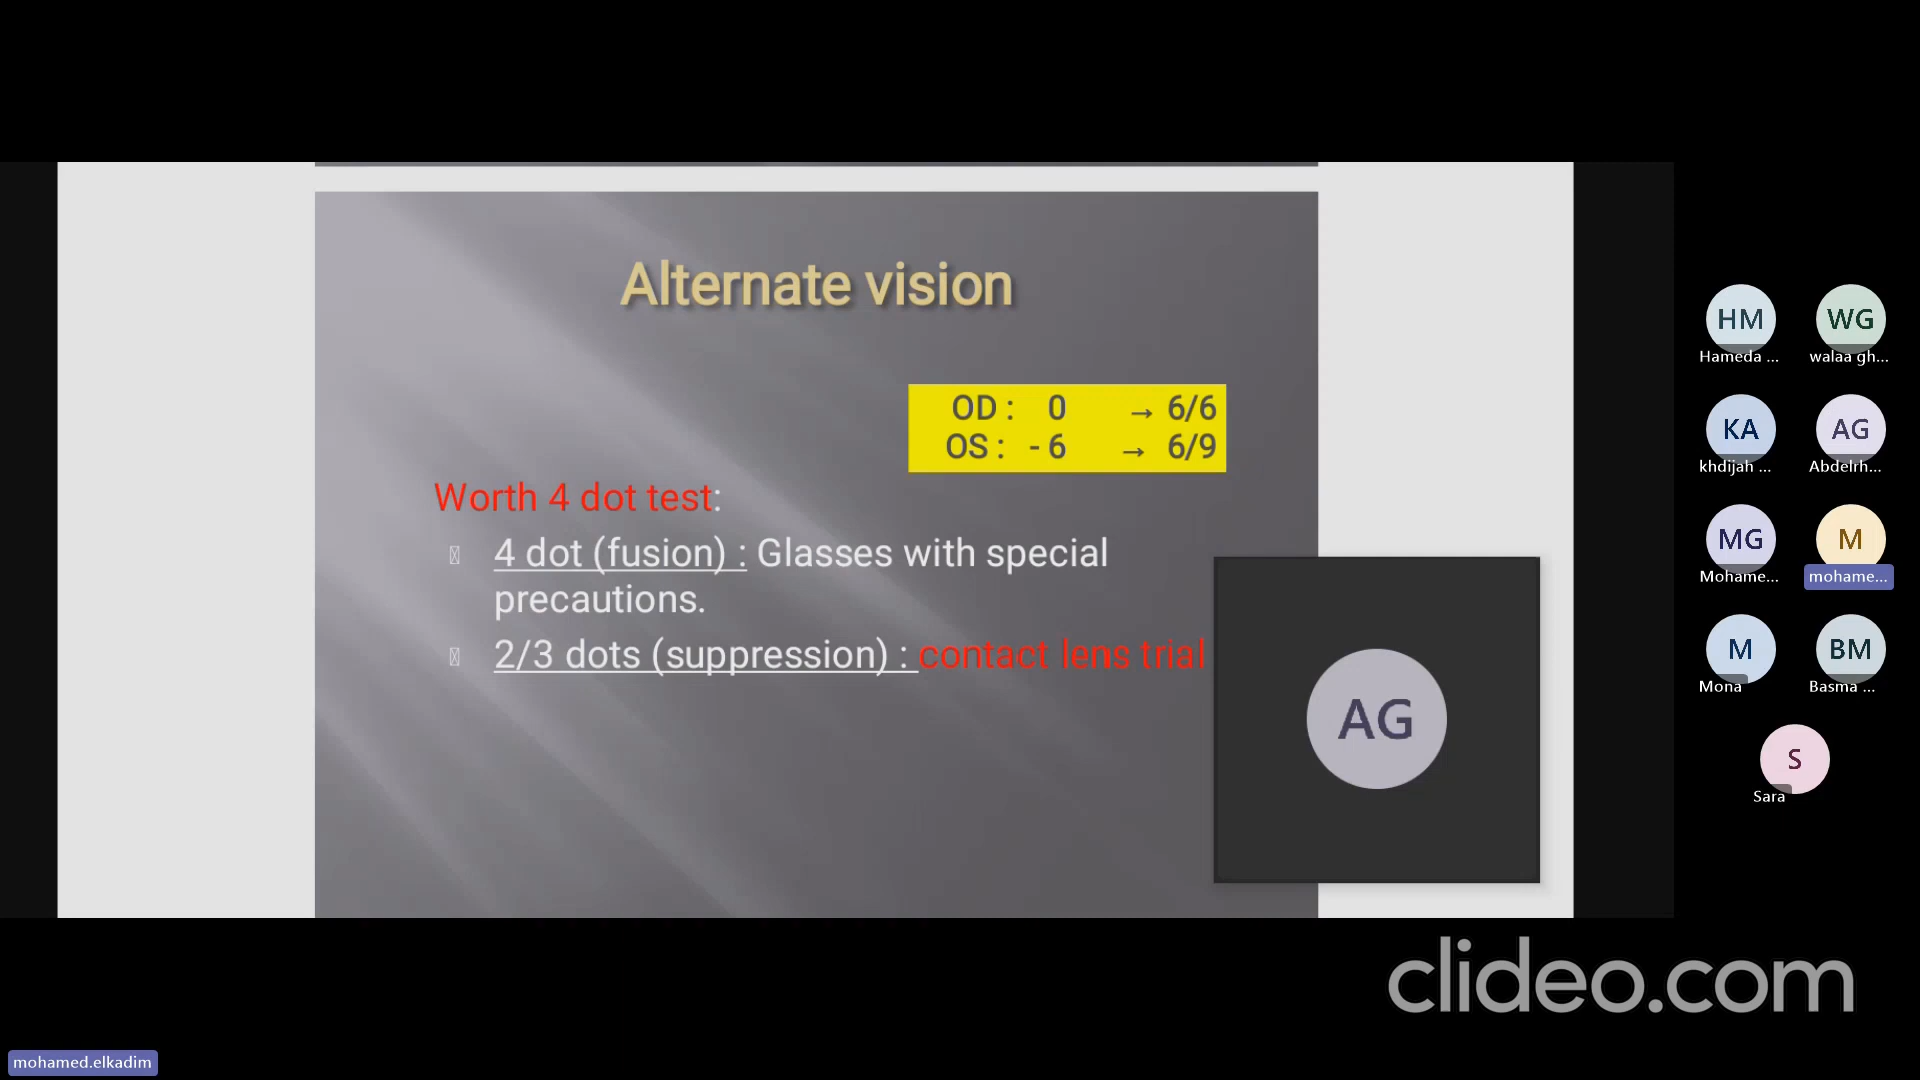 Alternate vision
OD : 0 → 6/6
OS : - 6 → 6/9
Worth 4 dot test:
4 dot (fusion) : Glasses with special
precautions.
2/3 dots (suppression) : contact lens trial
AG
HM
Hameda ...
WG
walaa gh...
KA
khdijah ...
AG
Abdelrh...
MG
Mohame...
M
mohame...
M
Mona
BM
Basma ...
S
Sara
clideo.com
mohamed.elkadim